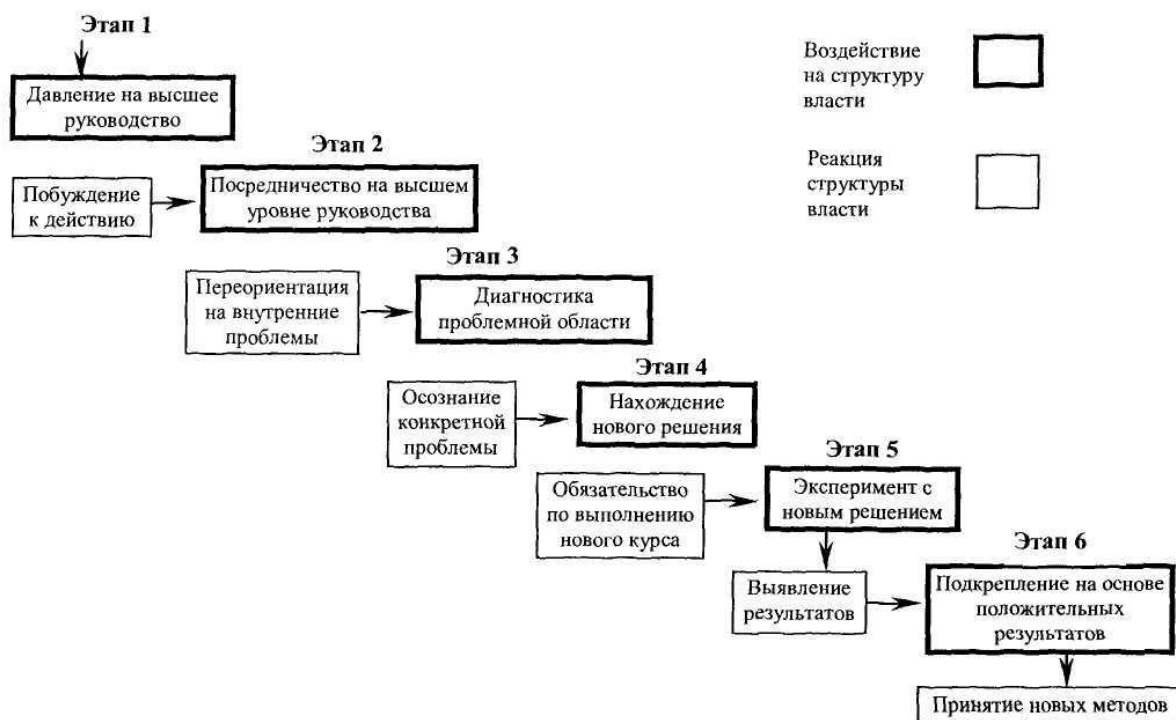 Этап 1
Давление на высшее
руководство
Воздействие
на структуру
власти
Этап 2
Побуждение
к действию
Посредничество на высшем
уровне руководства
Реакция
структуры
власти
Этап 3
Переориентация
на внутренние
проблемы
Диагностика
проблемной области
Этап 4
Осознание
конкретной
проблемы
Нахождение
нового решения
Этап 5
Обязательство
по выполнению
нового курса
Эксперимент с
новым решением
Этап 6
Выявление
результатов
Подкрепление на основе
положительных
результатов
Принятие новых методов